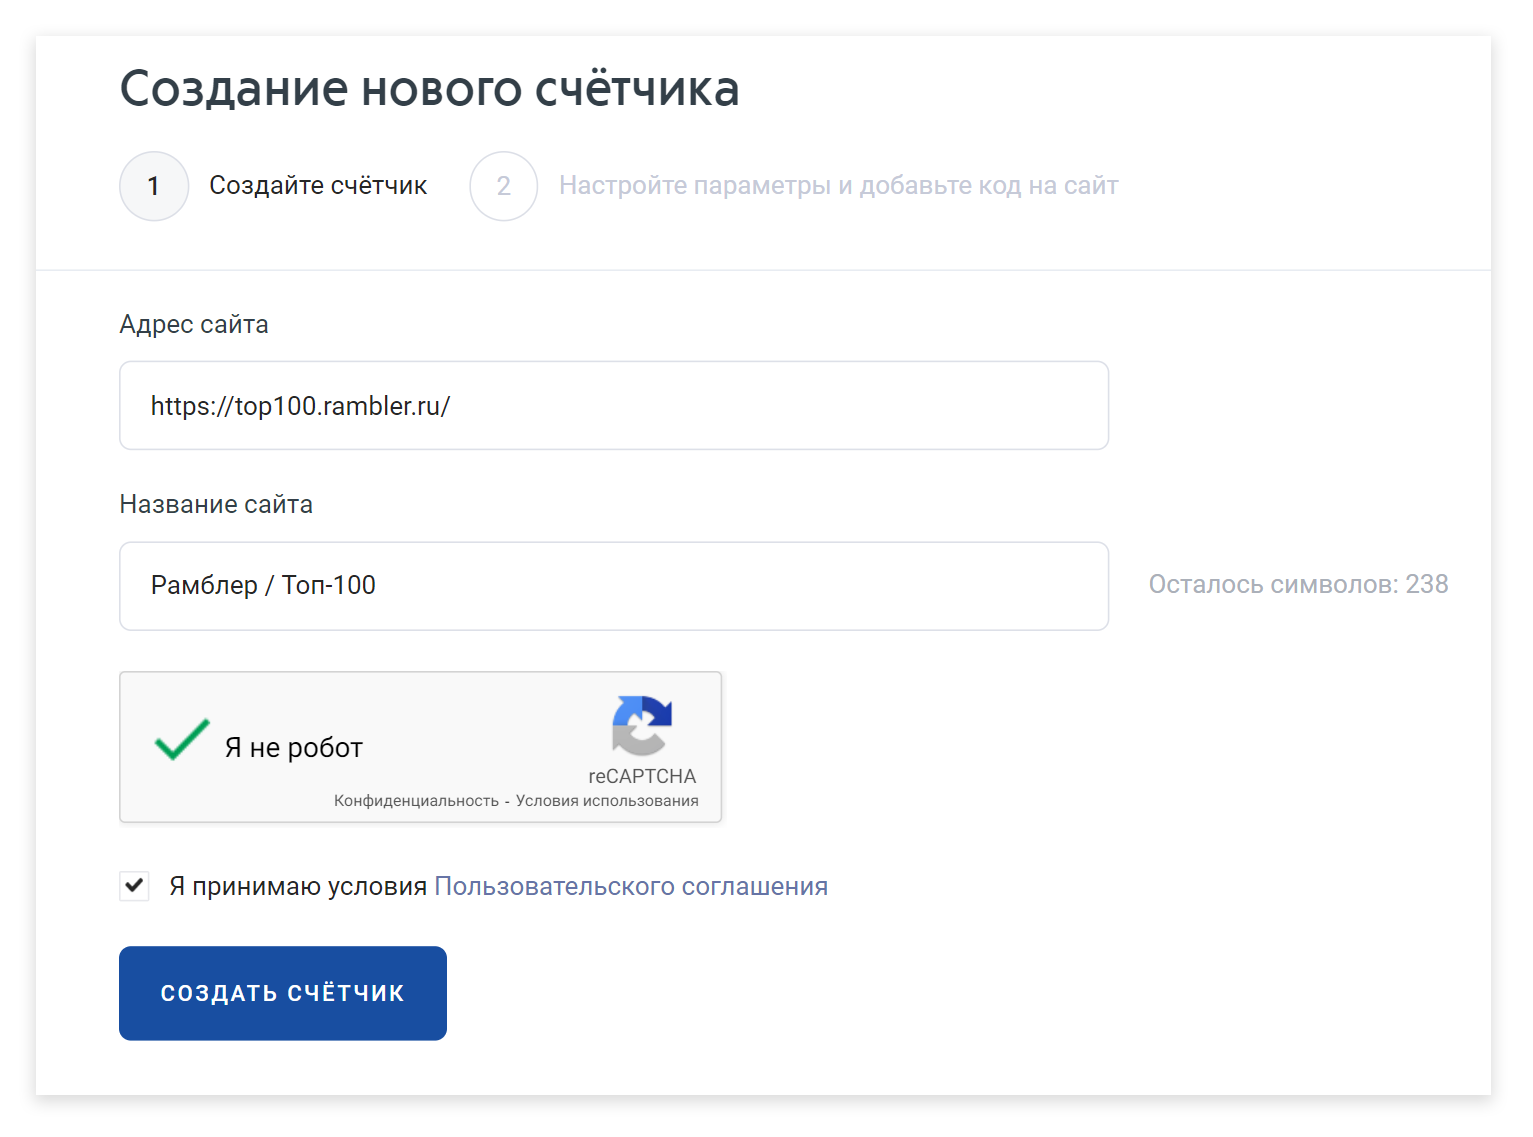 Создание нового счётчика
1 Создайте счётчик 2 Настройте параметры и добавьте код на сайт
Адрес сайта
https://top100.rambler.ru/
Название сайта
Рамблер / Топ-100
Осталось символов: 238
Я не робот
reCAPTCHA
Конфиденциальность - Условия использования
Я принимаю условия Пользовательского соглашения
СОЗДАТЬ СЧЁТЧИК